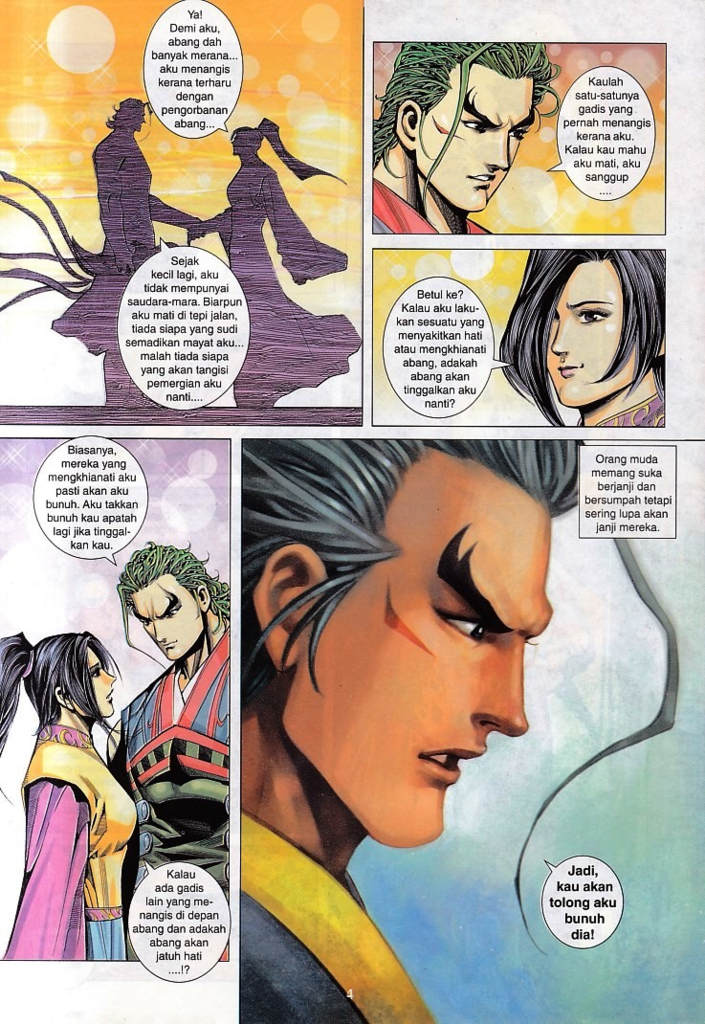 Ya!
Demi aku,
abang dah
banyak merana...
aku menangis
kerana terharu
dengan
pengorbanan
abang...
Sejak
kecil lagi, aku
tidak mempunyai
saudara-mara. Biarpun
aku mati di tepi jalan,
tiada siapa yang sudi
semadikan mayat aku...
malah tiada siapa
yang akan tangisi
pemergian aku
nanti....
Kaulah
satu-satunya
gadis yang
pernah menangis
kerana aku.
Kalau kau mahu
aku mati, aku
sanggup
....
Betul ke?
Kalau aku laku-
kan sesuatu yang
menyakitkan hati
atau mengkhianati
abang, adakah
abang akan
tinggalkan aku
nanti?
Biasanya,
mereka yang
mengkhianati aku
pasti akan aku
bunuh. Aku takkan
bunuh kau apatah
lagi jika tinggal-
kan kau.
Kalau
ada gadis
lain yang me-
nangis di depan
abang dan adakah
abang akan
jatuh hati
....!?
Orang muda
memang suka
berjanji dan
bersumpah tetapi
sering lupa akan
janji mereka.
Jadi,
kau akan
tolong aku
bunuh
dia!
4